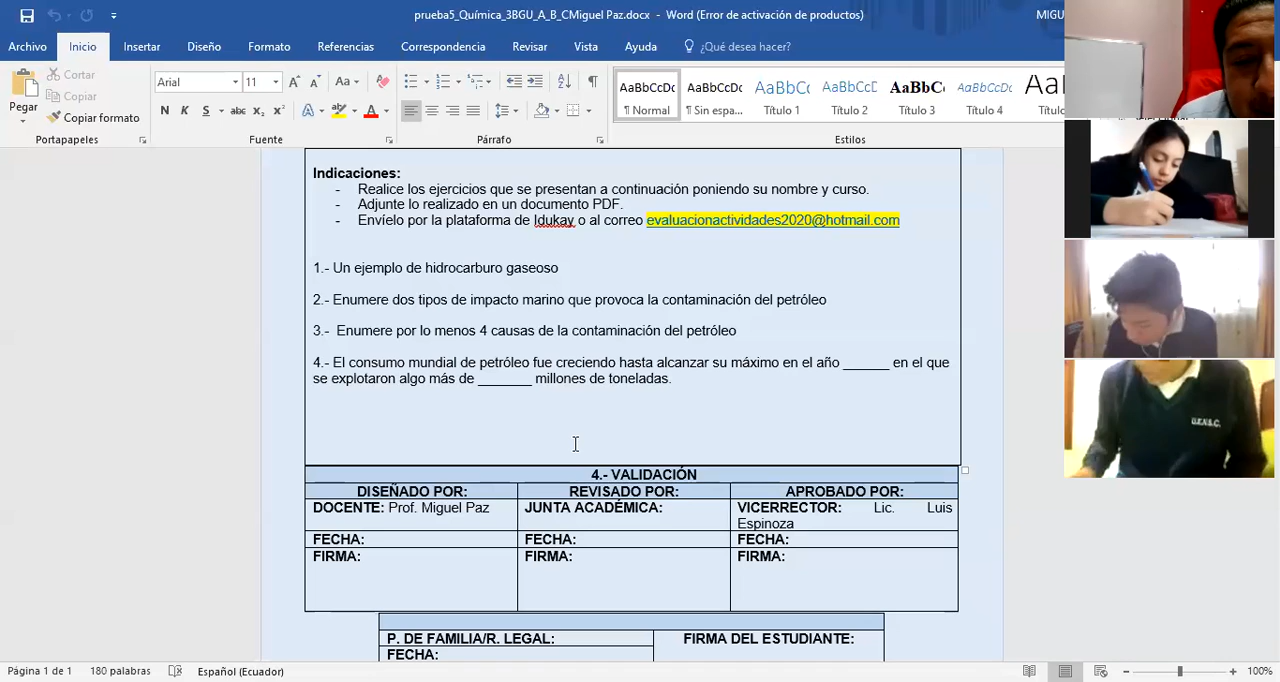 prueba5_Química_3BGU_A_B_CMiguel Paz.docx - Word (Error de activación de productos)
MIGU
Archivo Inicio Insertar Diseño Formato Referencias Correspondencia Revisar Vista Ayuda ¿Qué desea hacer?
Pegar
Cortar
Copiar
Copiar formato
Portapapeles
Arial 11
Fuente
Párrafo
AaBbCcDc AaBbCcDc AaBbCc AaBbCcD AaBbC AaBbCcDc AaB
¶ Normal ¶ Sin espa... Título 1 Título 2 Título 3 Título 4 Título
Estilos
Indicaciones:
- Realice los ejercicios que se presentan a continuación poniendo su nombre y curso.
- Adjunte lo realizado en un documento PDF.
- Envíelo por la plataforma de Idukay o al correo evaluacionactividades2020@hotmail.com
1.- Un ejemplo de hidrocarburo gaseoso
2.- Enumere dos tipos de impacto marino que provoca la contaminación del petróleo
3.- Enumere por lo menos 4 causas de la contaminación del petróleo
4.- El consumo mundial de petróleo fue creciendo hasta alcanzar su máximo en el año ______ en el que
se explotaron algo más de _______ millones de toneladas.
4.- VALIDACIÓN
DISEÑADO POR: REVISADO POR: APROBADO POR:
DOCENTE: Prof. Miguel Paz JUNTA ACADÉMICA: VICERRECTOR: Lic. Luis
Espinoza
FECHA: FECHA: FECHA:
FIRMA: FIRMA: FIRMA:
P. DE FAMILIA/R. LEGAL: FIRMA DEL ESTUDIANTE:
FECHA:
Página 1 de 1 180 palabras Español (Ecuador) 100%